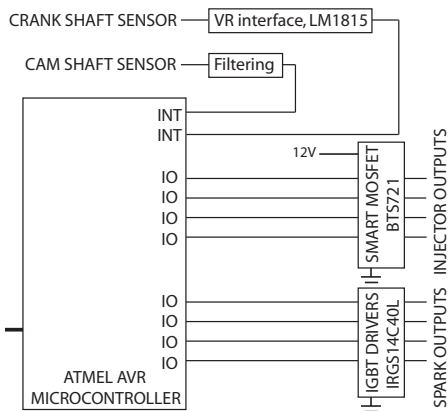 CRANK SHAFT SENSOR
VR interface, LM1815
CAM SHAFT SENSOR
Filtering
INT
INT
12V
IO
IO
IO
IO
SMART MOSFET
BTS721
INJECTOR OUTPUTS
IO
IO
IO
IO
IGBT DRIVERS
IRGS14C40L
SPARK OUTPUTS
ATMEL AVR
MICROCONTROLLER